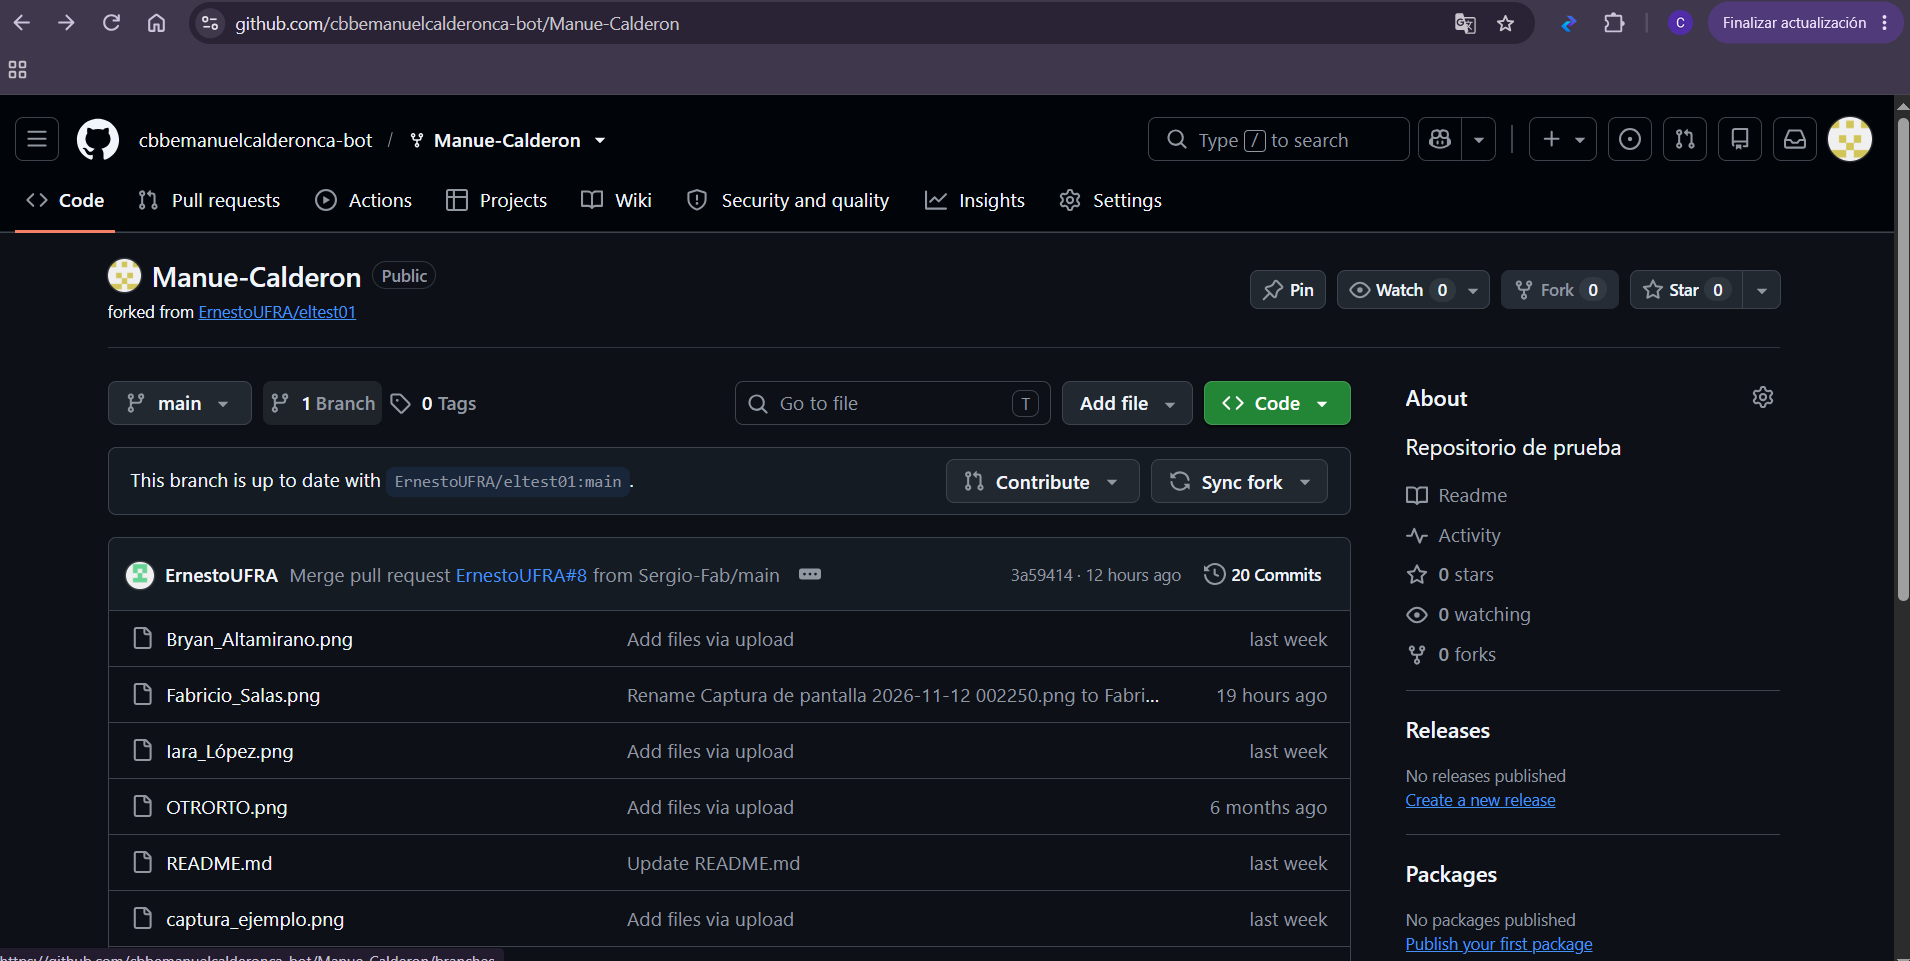 github.com/cbbemanuelcalderonca-bot/Manue-Calderon
C
Finalizar actualización
cbbemanuelcalderonca-bot / Manue-Calderon
Type / to search
Code Pull requests Actions Projects Wiki Security and quality Insights Settings
Manue-Calderon Public
Pin Watch 0 Fork 0 Star 0
forked from ErnestoUFRA/eltest01
main 1 Branch 0 Tags Go to file T Add file Code
This branch is up to date with ErnestoUFRA/eltest01:main . Contribute Sync fork
ErnestoUFRA Merge pull request ErnestoUFRA#8 from Sergio-Fab/main 3a59414 · 12 hours ago 20 Commits
Bryan_Altamirano.png Add files via upload last week
Fabricio_Salas.png Rename Captura de pantalla 2026-11-12 002250.png to Fabri... 19 hours ago
Iara_López.png Add files via upload last week
OTRORTO.png Add files via upload 6 months ago
README.md Update README.md last week
captura_ejemplo.png Add files via upload last week
About
Repositorio de prueba
Readme
Activity
0 stars
0 watching
0 forks
Releases
No releases published
Create a new release
Packages
No packages published
Publish your first package
https://github.com/cbbemanuelcalderonca-bot/Manue-Calderon/branches